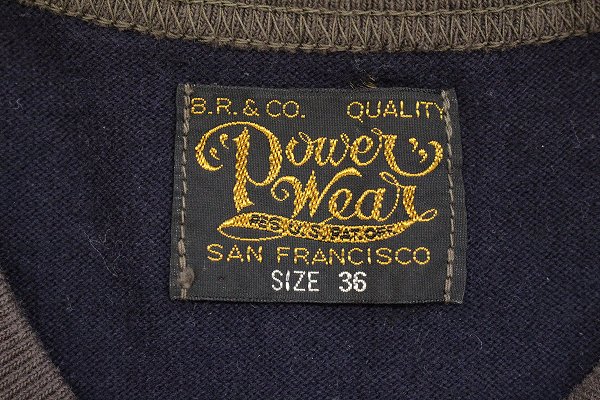 B.R. & CO. QUALITY
Power
Wear
REG. U.S. PAT. OFF.
SAN FRANCISCO
SIZE 36